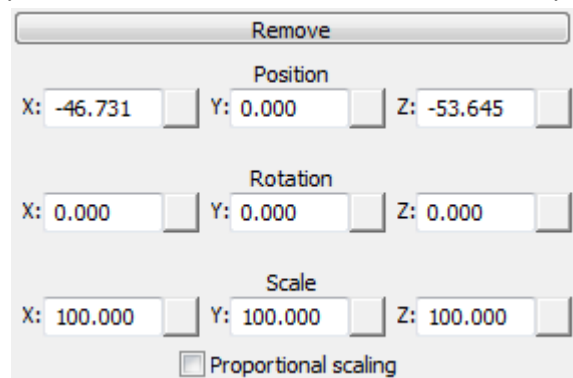 Remove
Position
X: -46.731 Y: 0.000 Z: -53.645
Rotation
X: 0.000 Y: 0.000 Z: 0.000
Scale
X: 100.000 Y: 100.000 Z: 100.000
Proportional scaling